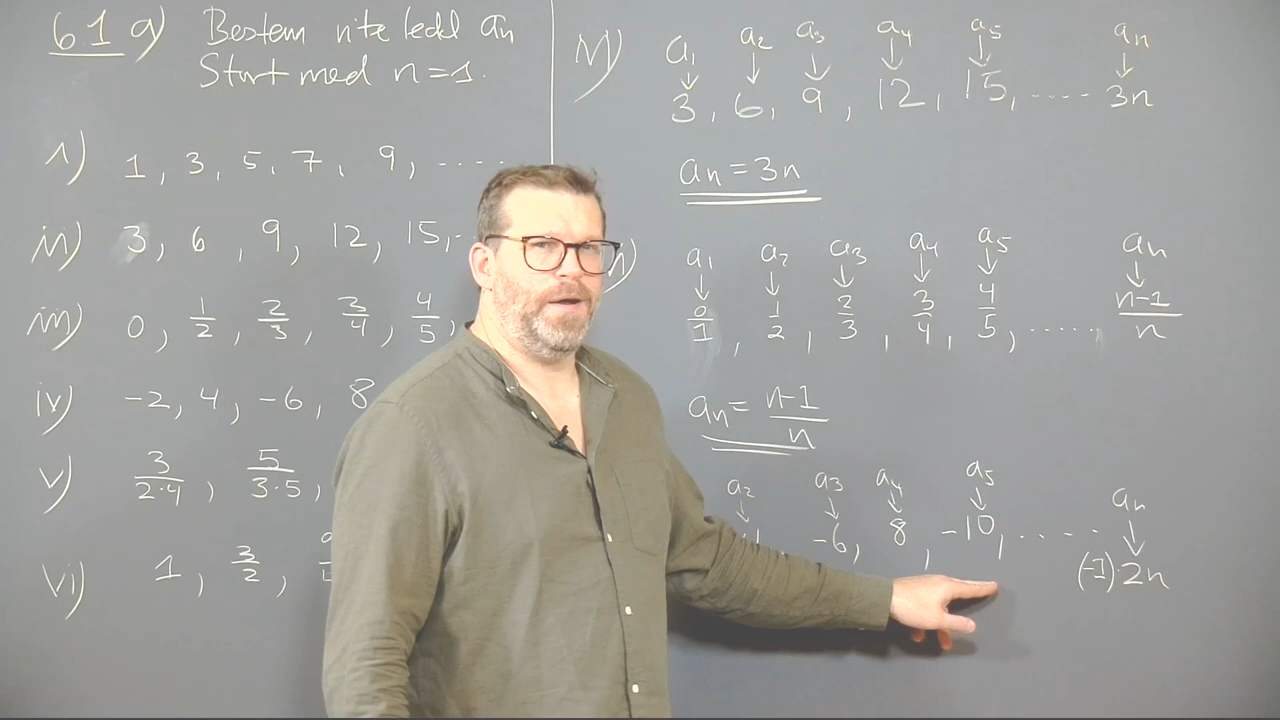 61 a) Bestem n'te ledd an
Start med n=1.
i) 1, 3, 5, 7, 9, .....
ii) 3, 6, 9, 12, 15, .
iii) 0, 1/2, 2/3, 3/4, 4/5,
iv) -2, 4, -6, 8
v) 3/(2·4), 5/(3·5),
vi) 1, 3/2,
ii) a1 a2 a3 a4 a5 an
↓ ↓ ↓ ↓ ↓ ↓
3, 6, 9, 12, 15, ..... 3n
an = 3n
a1 a2 a3 a4 a5 an
↓ ↓ ↓ ↓ ↓ ↓
0/1, 1/2, 2/3, 3/4, 4/5, ..... (n-1)/n
an = (n-1)/n
a2 a3 a4 a5 an
↓ ↓ ↓ ↓ ↓
-6, 8, -10, ..... (-1)·2n